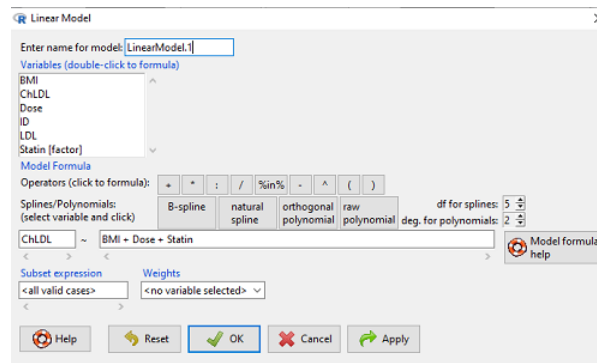 Linear Model
Enter name for model: LinearModel.1
Variables (double-click to formula)
BMI
ChLDL
Dose
ID
LDL
Statin [factor]
Model Formula
Operators (click to formula): + * : / %in% - ^ ( )
Splines/Polynomials:
(select variable and click)
B-spline
natural
spline
orthogonal
polynomial
raw
polynomial
df for splines: 5
deg. for polynomials: 2
ChLDL ~ BMI + Dose + Statin
Model formula
help
Subset expression Weights
<all valid cases> <no variable selected>
Help Reset OK Cancel Apply